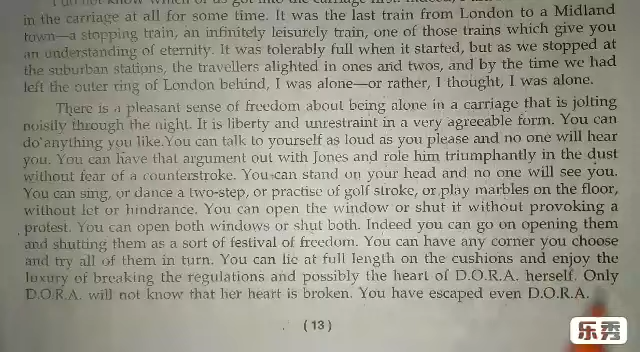 in the carriage at all for some time. It was the last train from London to a Midland
town—a stopping train, an infinitely leisurely train, one of those trains which give you
an understanding of eternity. It was tolerably full when it started, but as we stopped at
the suburban stations, the travellers alighted in ones and twos, and by the time we had
left the outer ring of London behind, I was alone—or rather, I thought, I was alone.
There is a pleasant sense of freedom about being alone in a carriage that is jolting
noisily through the night. It is liberty and unrestraint in a very agreeable form. You can
do anything you like.You can talk to yourself as loud as you please and no one will hear
you. You can have that argument out with Jones and role him triumphantly in the dust
without fear of a counterstroke. You can stand on your head and no one will see you.
You can sing, or dance a two-step, or practise of golf stroke, or play marbles on the floor,
without let or hindrance. You can open the window or shut it without provoking a
protest. You can open both windows or shut both. Indeed you can go on opening them
and shutting them as a sort of festival of freedom. You can have any corner you choose
and try all of them in turn. You can lie at full length on the cushions and enjoy the
luxury of breaking the regulations and possibly the heart of D.O.R.A. herself. Only
D.O.R.A. will not know that her heart is broken. You have escaped even D.O.R.A.
(13)
乐秀